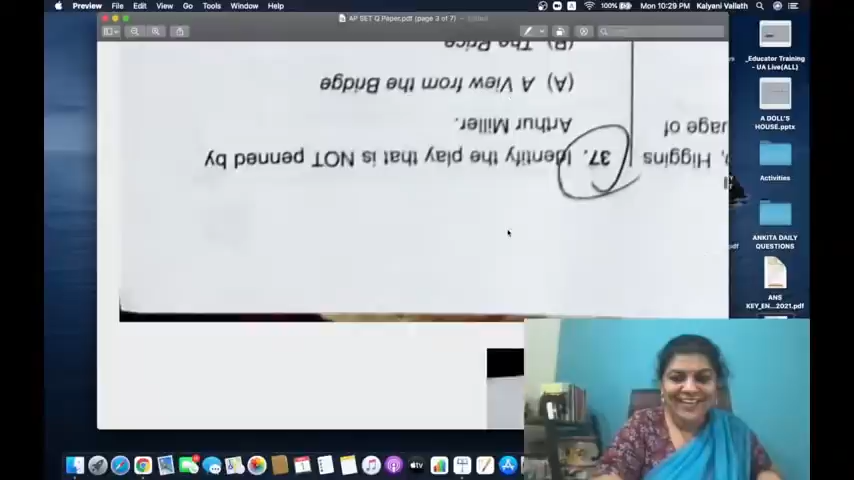 Preview File Edit View Go Tools Window Help
100% Mon 10:29 PM Kalyani Vallath
AP SET Q Paper.pdf (page 3 of 7) — Edited
37. Identify the play that is NOT penned by
Arthur Miller.
(A) A View from the Bridge
(B) The Price
, Higgins
uage of
_Educator Training - UA Live(ALL)
A DOLL'S HOUSE.pptx
Activities
ANKITA DAILY QUESTIONS
ANS KEY_EN...2021.pdf